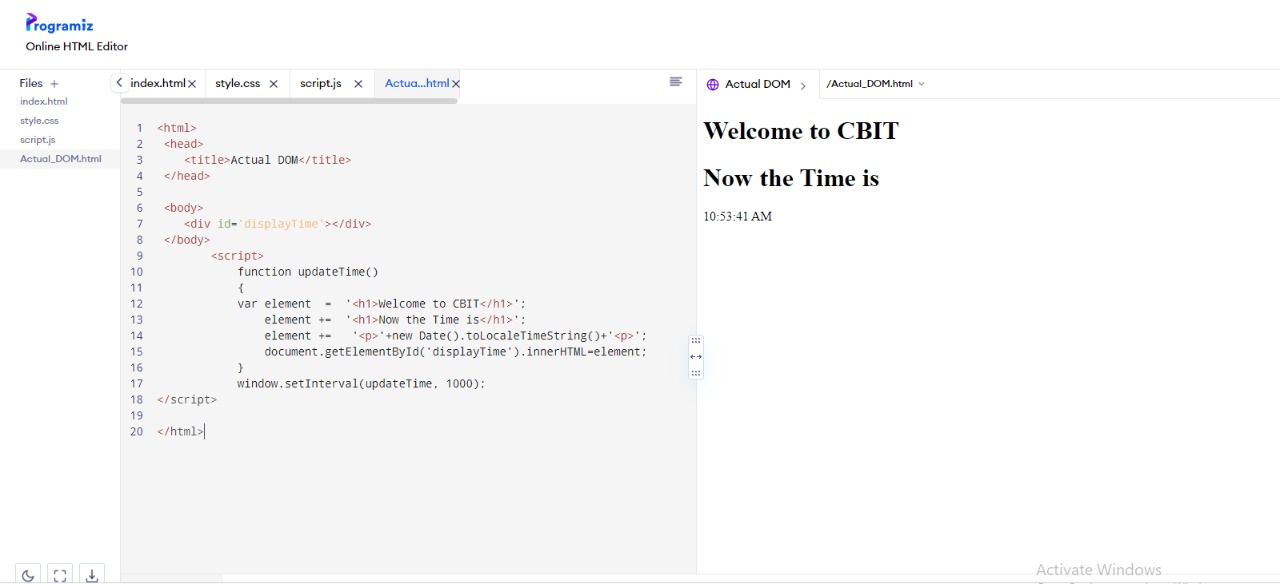 Programiz
Online HTML Editor
Files +
index.html
style.css
script.js
Actual_DOM.html
index.html
style.css
script.js
Actua...html
1 <html>
2 <head>
3 <title>Actual DOM</title>
4 </head>
5
6 <body>
7 <div id='displayTime'></div>
8 </body>
9 <script>
10 function updateTime()
11 {
12 var element = '<h1>Welcome to CBIT</h1>';
13 element += '<h1>Now the Time is</h1>';
14 element += '<p>'+new Date().toLocaleTimeString()+'<p>';
15 document.getElementById('displayTime').innerHTML=element;
16 }
17 window.setInterval(updateTime, 1000);
18 </script>
19
20 </html>
Actual DOM
/Actual_DOM.html
Welcome to CBIT
Now the Time is
10:53:41 AM
Activate Windows